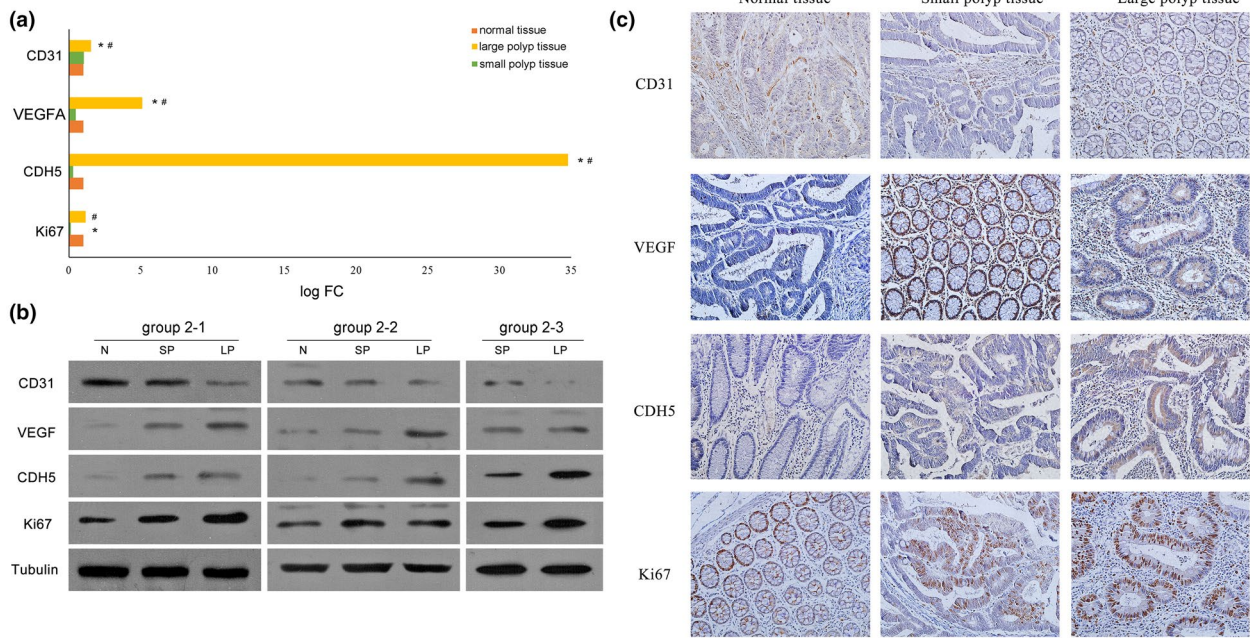 (a)
CD31
VEGFA
CDH5
Ki67
* #
* #
* #
#
*
normal tissue
large polyp tissue
small polyp tissue
0 5 10 15 20 25 30 35
log FC
(b)
group 2-1 group 2-2 group 2-3
N SP LP N SP LP SP LP
CD31
VEGF
CDH5
Ki67
Tubulin
(c)
Normal tissue Small polyp tissue Large polyp tissue
CD31
VEGF
CDH5
Ki67